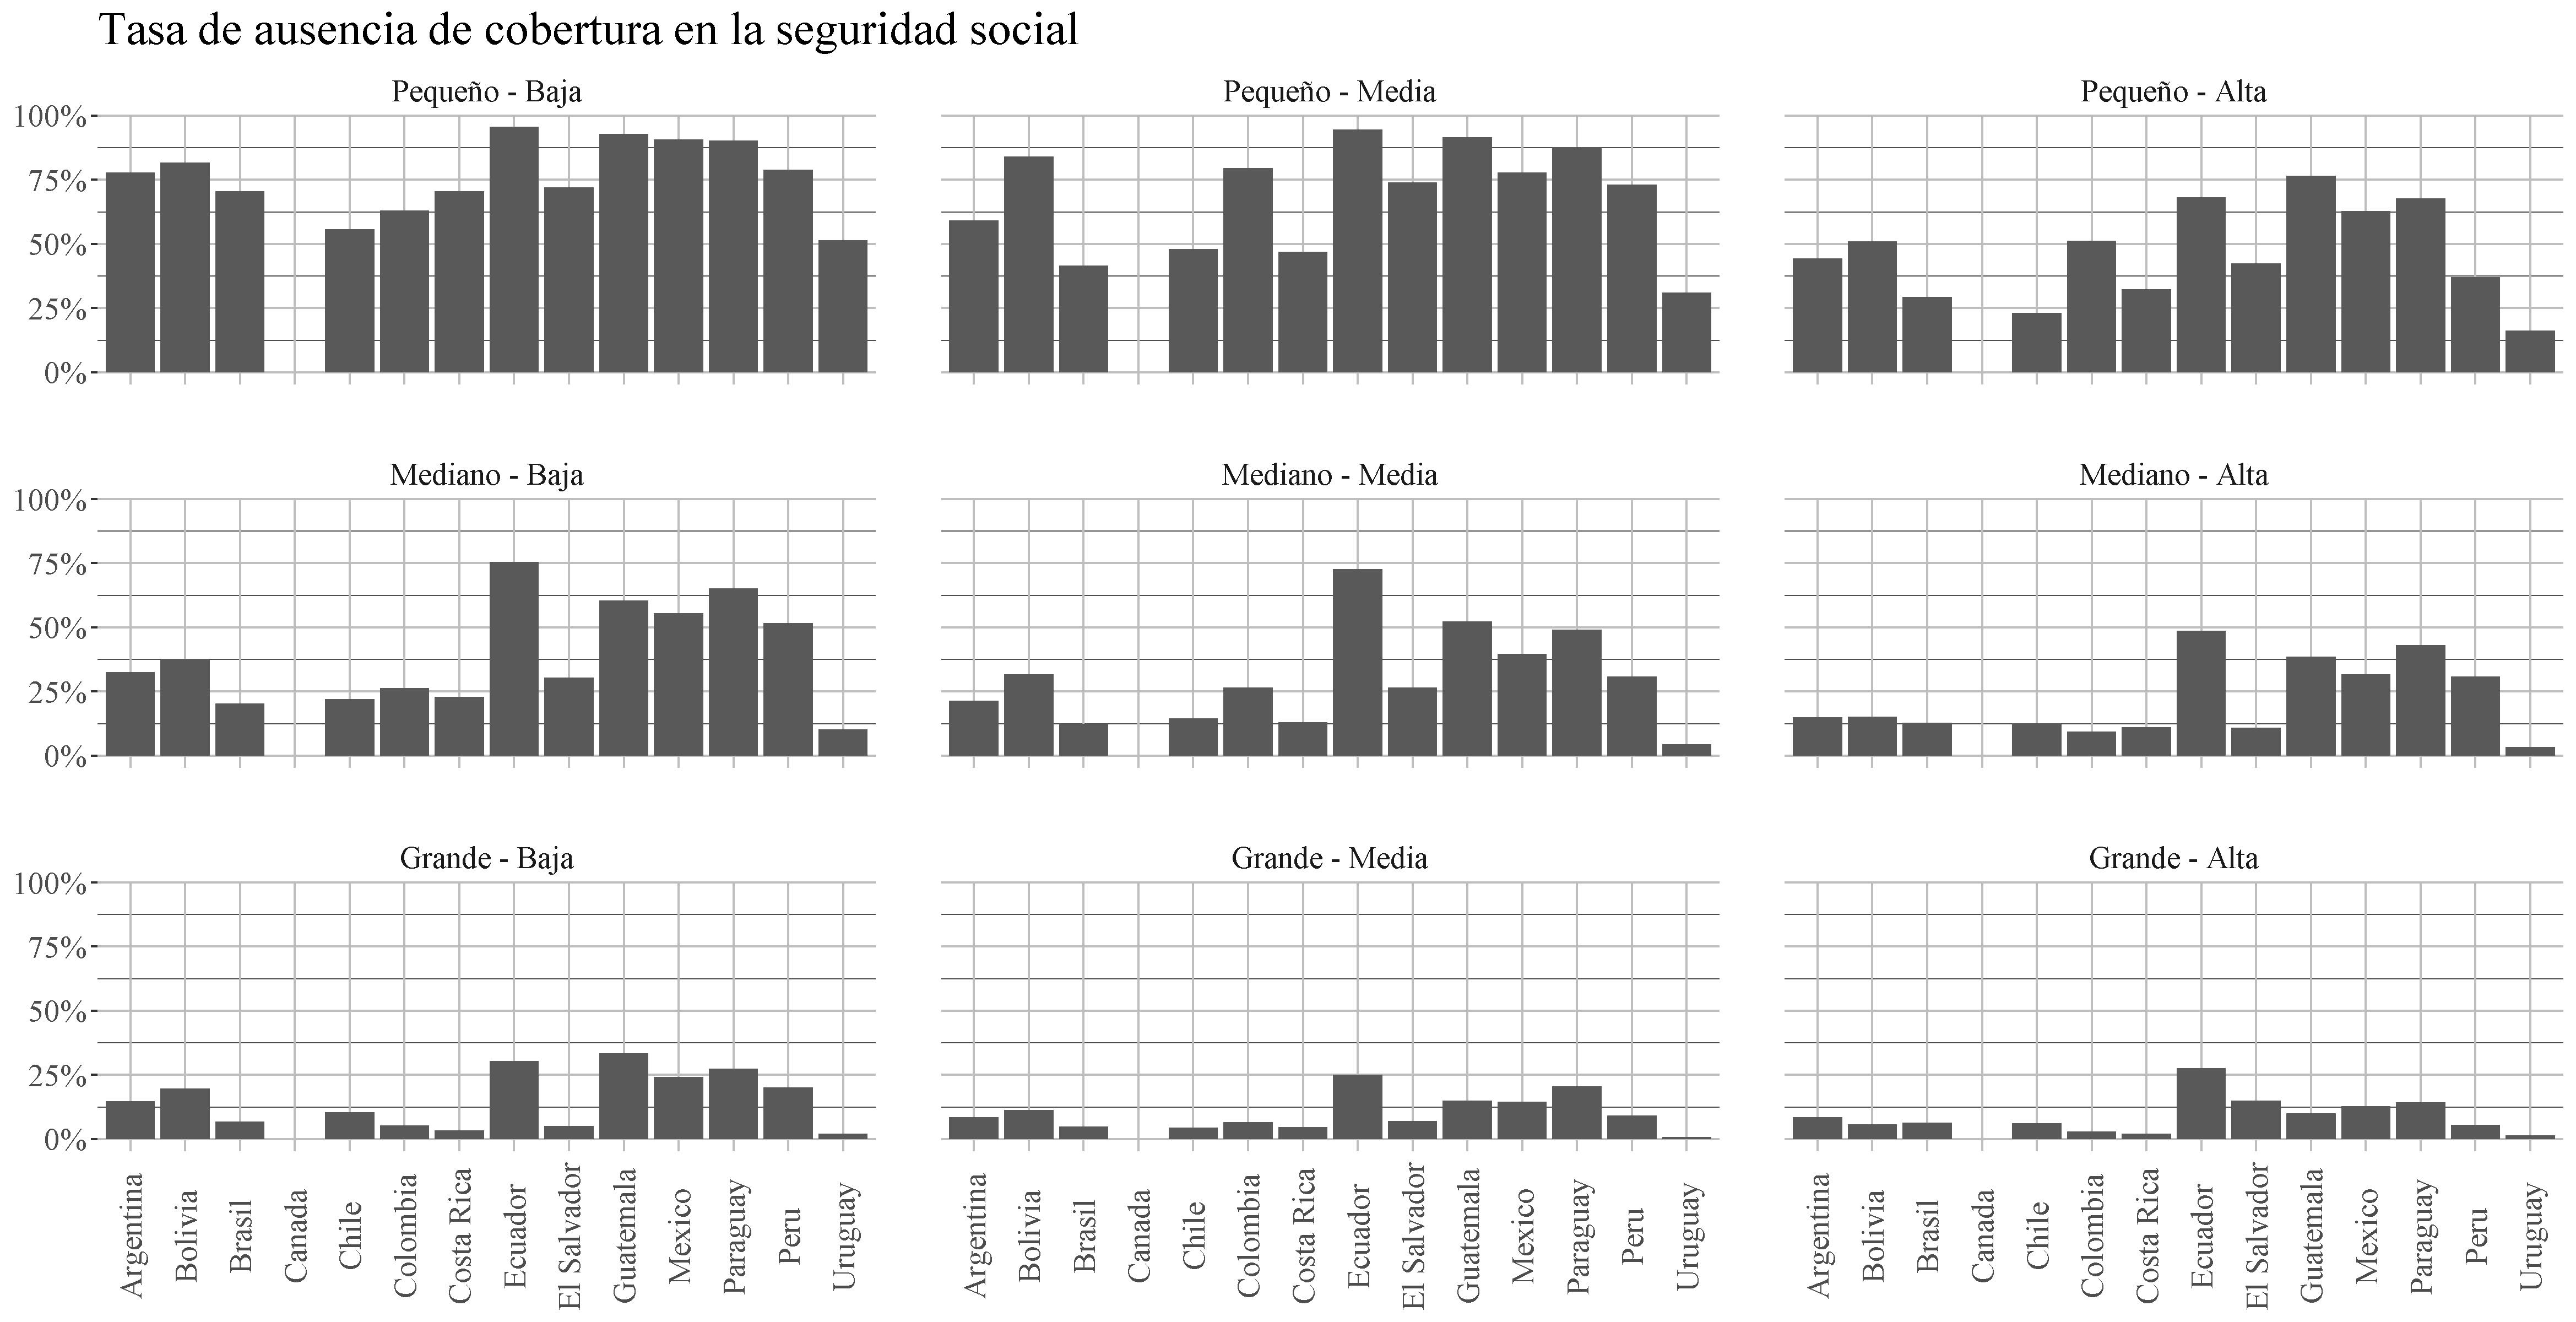 Tasa de ausencia de cobertura en la seguridad social
Pequeño - Baja
Pequeño - Media
Pequeño - Alta
100%
75%
50%
25%
0%
Mediano - Baja
Mediano - Media
Mediano - Alta
100%
75%
50%
25%
0%
Grande - Baja
Grande - Media
Grande - Alta
100%
75%
50%
25%
0%
Argentina
Bolivia
Brasil
Canada
Chile
Colombia
Costa Rica
Ecuador
El Salvador
Guatemala
Mexico
Paraguay
Peru
Uruguay
Argentina
Bolivia
Brasil
Canada
Chile
Colombia
Costa Rica
Ecuador
El Salvador
Guatemala
Mexico
Paraguay
Peru
Uruguay
Argentina
Bolivia
Brasil
Canada
Chile
Colombia
Costa Rica
Ecuador
El Salvador
Guatemala
Mexico
Paraguay
Peru
Uruguay